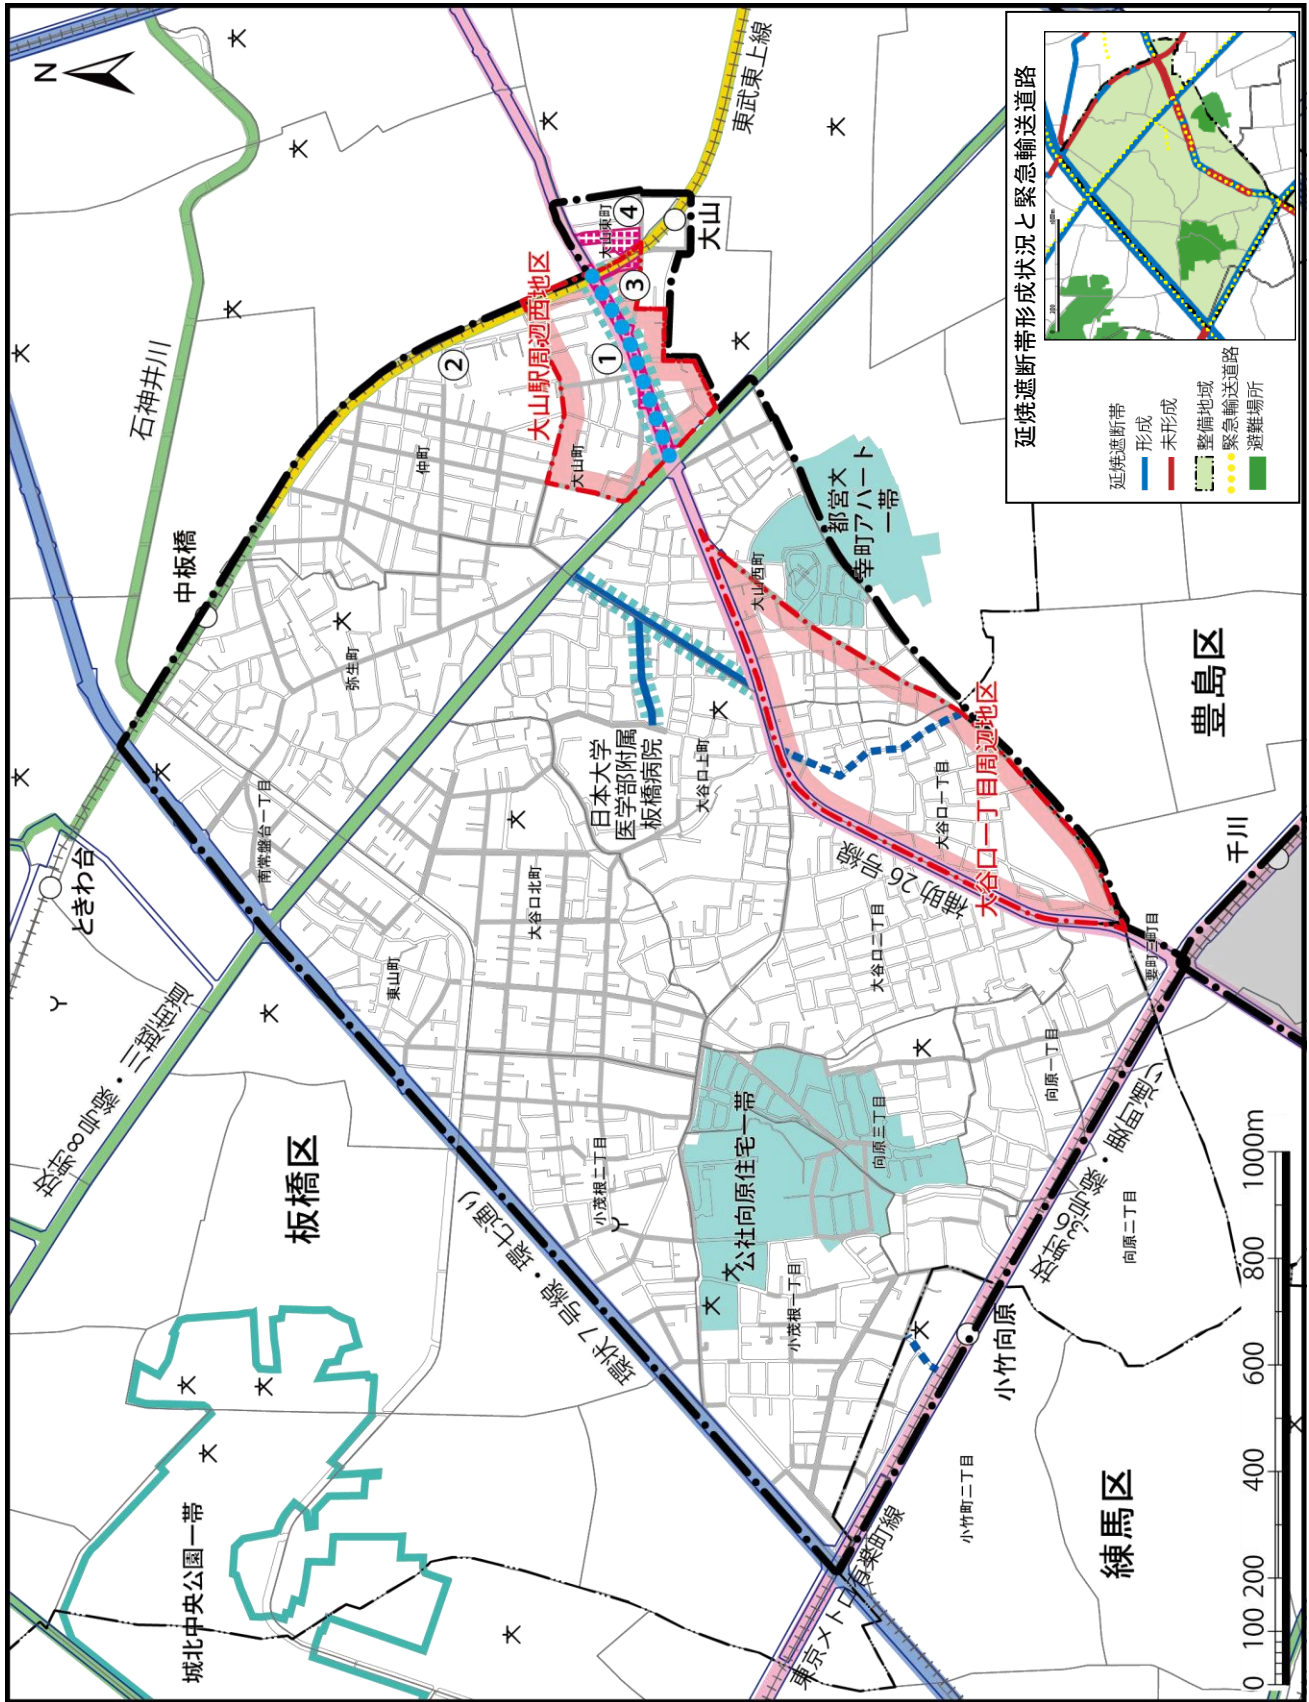 N
石神井川
東武東上線
中板橋
ときわ台
大山
大山駅周辺西地区
①
②
③
④
大山東町
仲町
大山町
弥生町
南常盤台一丁目
東山町
大谷口北町
日本大学
医学部附属
板橋病院
大谷口上町
大山西町
都営大
幸町アパート
一帯
大谷口一丁目
大谷口一丁目周辺地区
補助26号線
大谷口二丁目
豊島区
千川
要町三丁目
放射8号線・川越街道
板橋区
環状7号線・環七通り
小茂根二丁目
公社向原住宅一帯
向原三丁目
向原一丁目
小茂根一丁目
放射36号線・要町通り
向原二丁目
小竹向原
小竹町二丁目
練馬区
城北中央公園一帯
東京メトロ有楽町線
0 100 200 400 600 800 1000m
延焼遮断帯形成状況と緊急輸送道路
延焼遮断帯
形成
未形成
整備地域
緊急輸送道路
避難場所